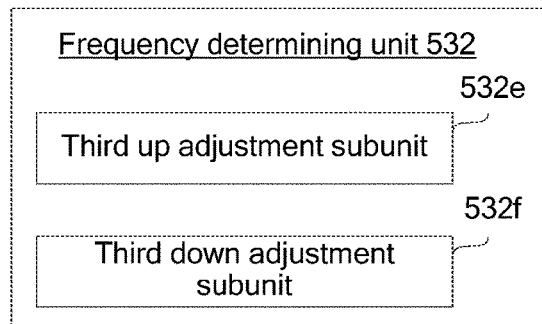 Frequency determining unit 532
532e
Third up adjustment subunit
532f
Third down adjustment
subunit